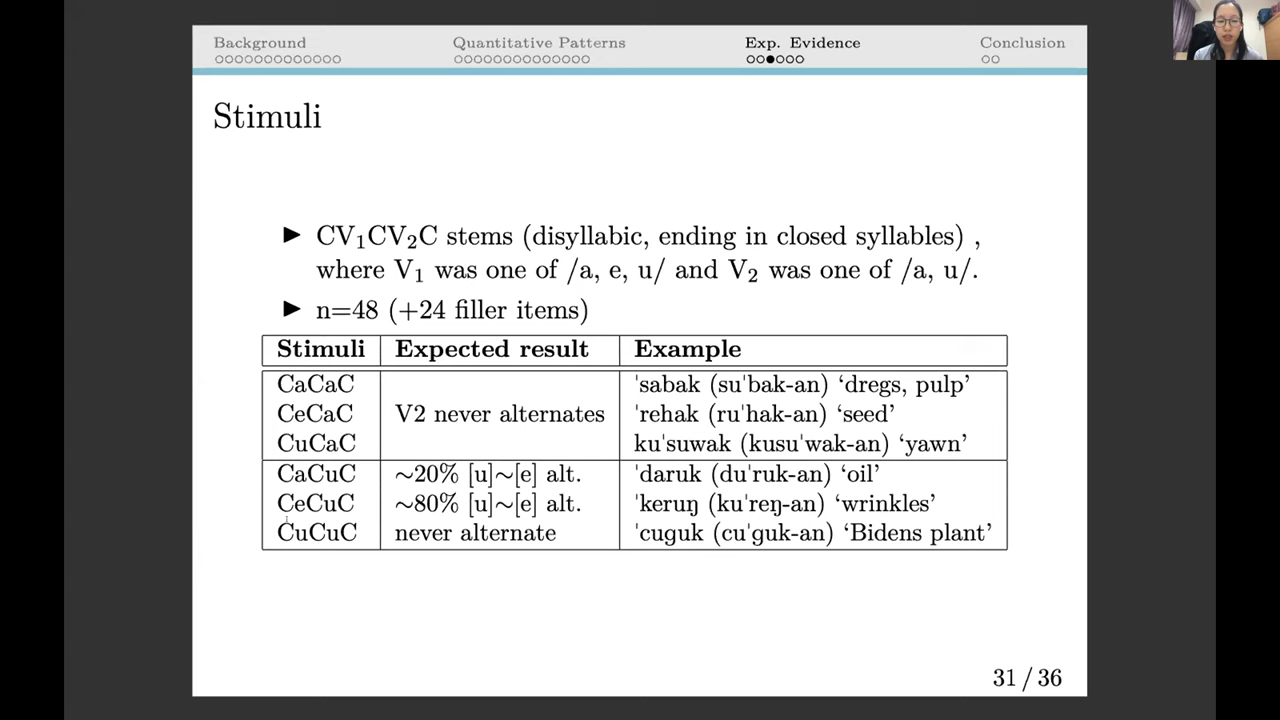 Background Quantitative Patterns Exp. Evidence Conclusion
Stimuli
▶ CV₁CV₂C stems (disyllabic, ending in closed syllables) ,
where V₁ was one of /a, e, u/ and V₂ was one of /a, u/.
▶ n=48 (+24 filler items)
Stimuli Expected result Example
CaCaC ˈsabak (suˈbak-an) ‘dregs, pulp’
CeCaC V2 never alternates ˈrehak (ruˈhak-an) ‘seed’
CuCaC kuˈsuwak (kusuˈwak-an) ‘yawn’
CaCuC ∼20% [u]∼[e] alt. ˈdaruk (duˈruk-an) ‘oil’
CeCuC ∼80% [u]∼[e] alt. ˈkeruŋ (kuˈreŋ-an) ‘wrinkles’
CuCuC never alternate ˈcuguk (cuˈguk-an) ‘Bidens plant’
31 / 36